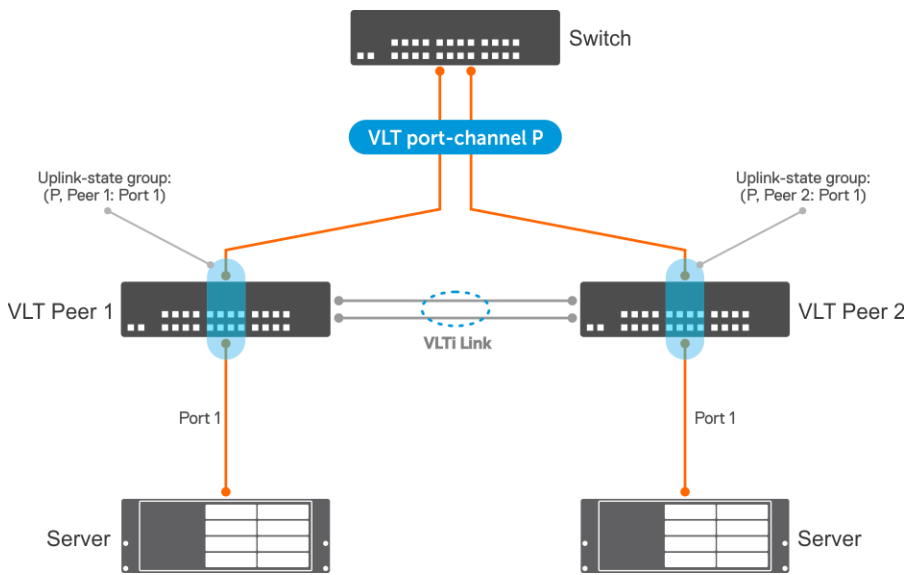 Switch
VLT port-channel P
Uplink-state group:
(P, Peer 1: Port 1)
Uplink-state group:
(P, Peer 2: Port 1)
VLT Peer 1
VLT Peer 2
VLTi Link
Port 1
Port 1
Server
Server